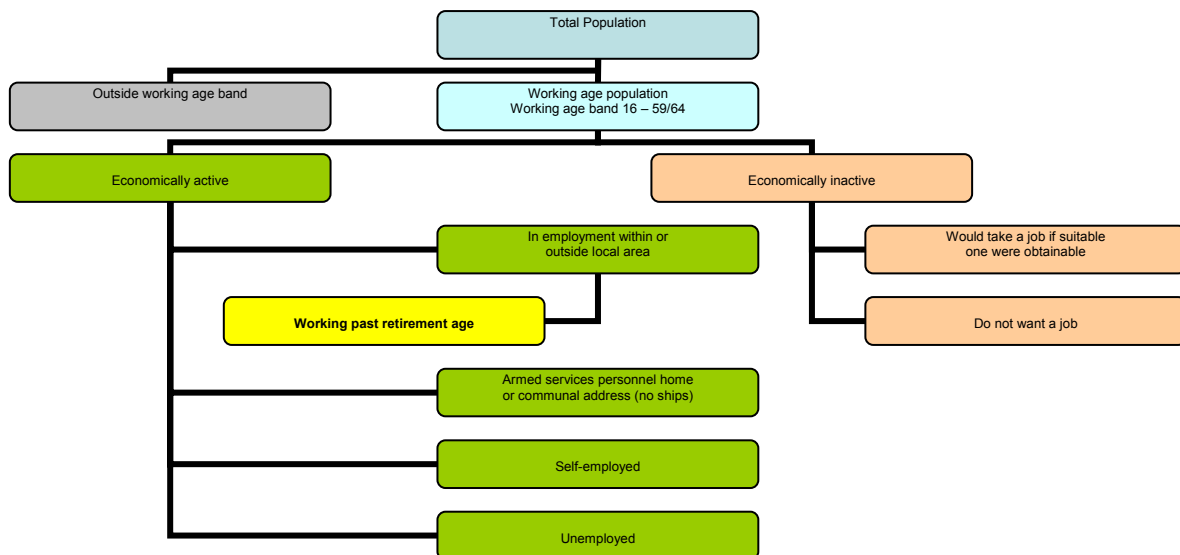 Total Population
Outside working age band
Working age population
Working age band 16 – 59/64
Economically active
Economically inactive
In employment within or
outside local area
Would take a job if suitable
one were obtainable
Working past retirement age
Do not want a job
Armed services personnel home
or communal address (no ships)
Self-employed
Unemployed